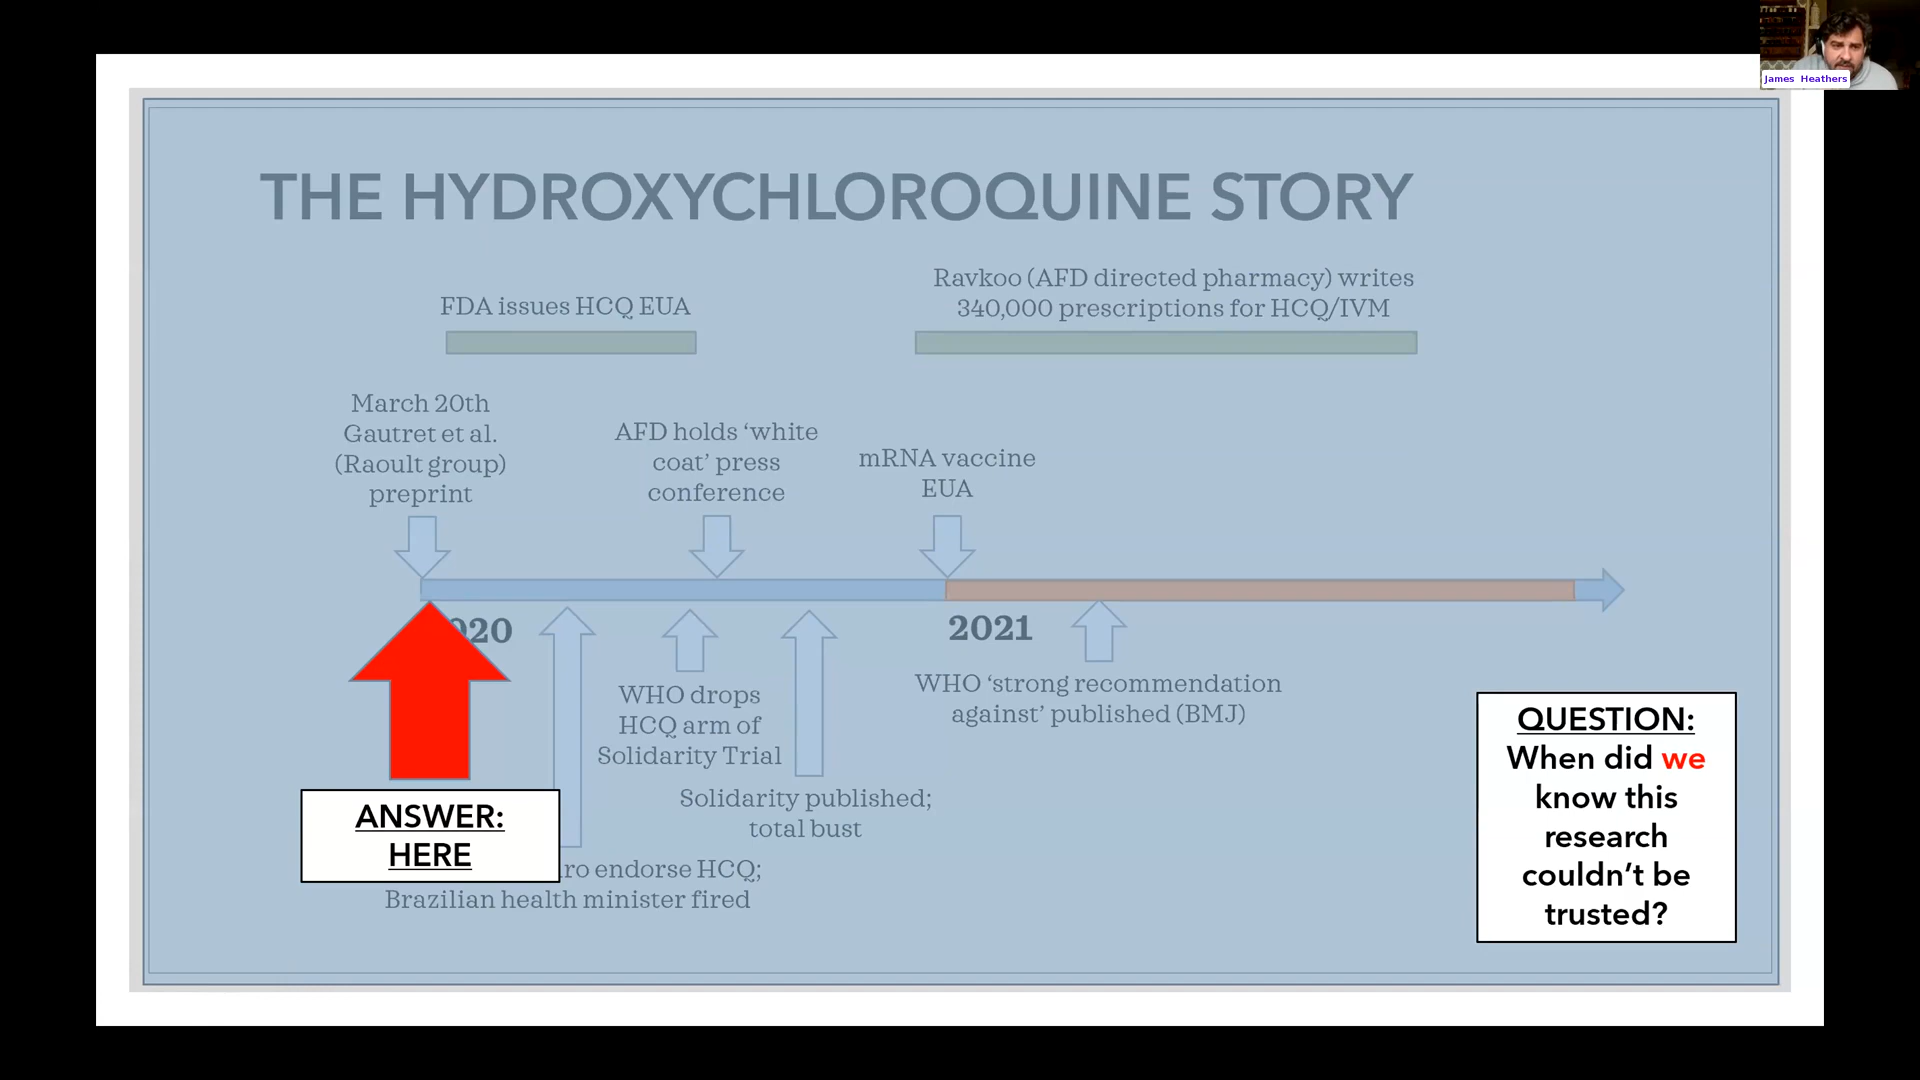 James Heathers
THE HYDROXYCHLOROQUINE STORY
FDA issues HCQ EUA
Ravkoo (AFD directed pharmacy) writes
340,000 prescriptions for HCQ/IVM
March 20th
Gautret et al.
(Raoult group)
preprint
AFD holds ‘white
coat’ press
conference
mRNA vaccine
EUA
020
2021
WHO drops
HCQ arm of
Solidarity Trial
WHO ‘strong recommendation
against’ published (BMJ)
Solidarity published;
total bust
ro endorse HCQ;
Brazilian health minister fired
ANSWER:
HERE
QUESTION:
When did we
know this
research
couldn’t be
trusted?